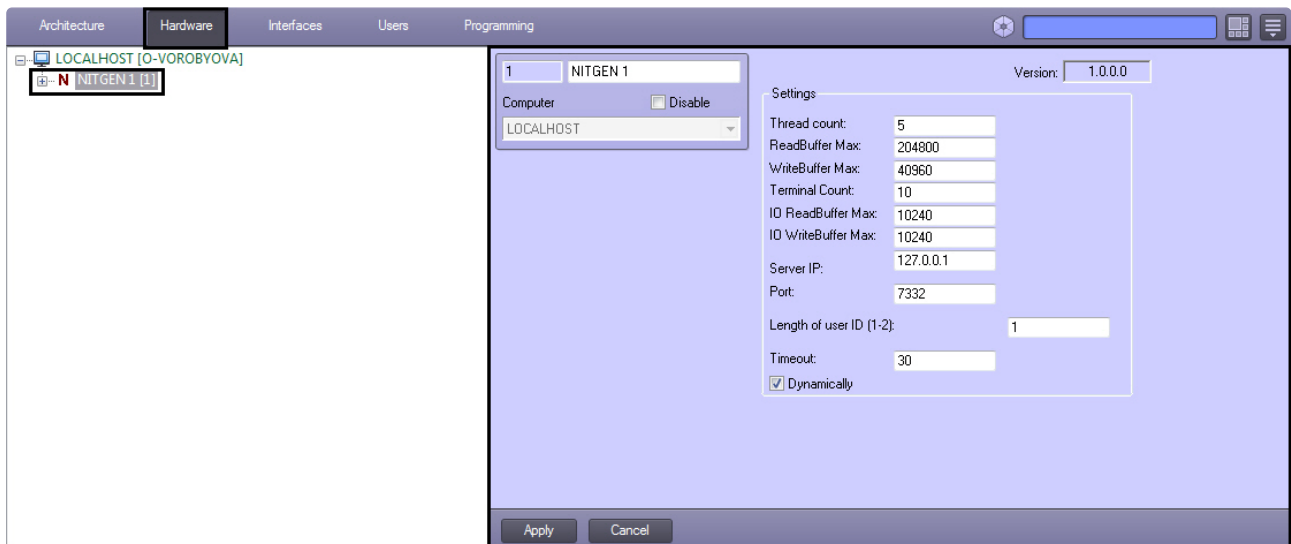 Architecture Hardware Interfaces Users Programming
LOCALHOST [O-VOROBYOVA]
N NITGEN 1 [1]
1 NITGEN 1
Computer Disable
LOCALHOST
Version: 1.0.0.0
Settings
Thread count: 5
ReadBuffer Max: 204800
WriteBuffer Max: 40960
Terminal Count: 10
IO ReadBuffer Max: 10240
IO WriteBuffer Max: 10240
Server IP: 127.0.0.1
Port: 7332
Length of user ID (1-2): 1
Timeout: 30
Dynamically
Apply Cancel